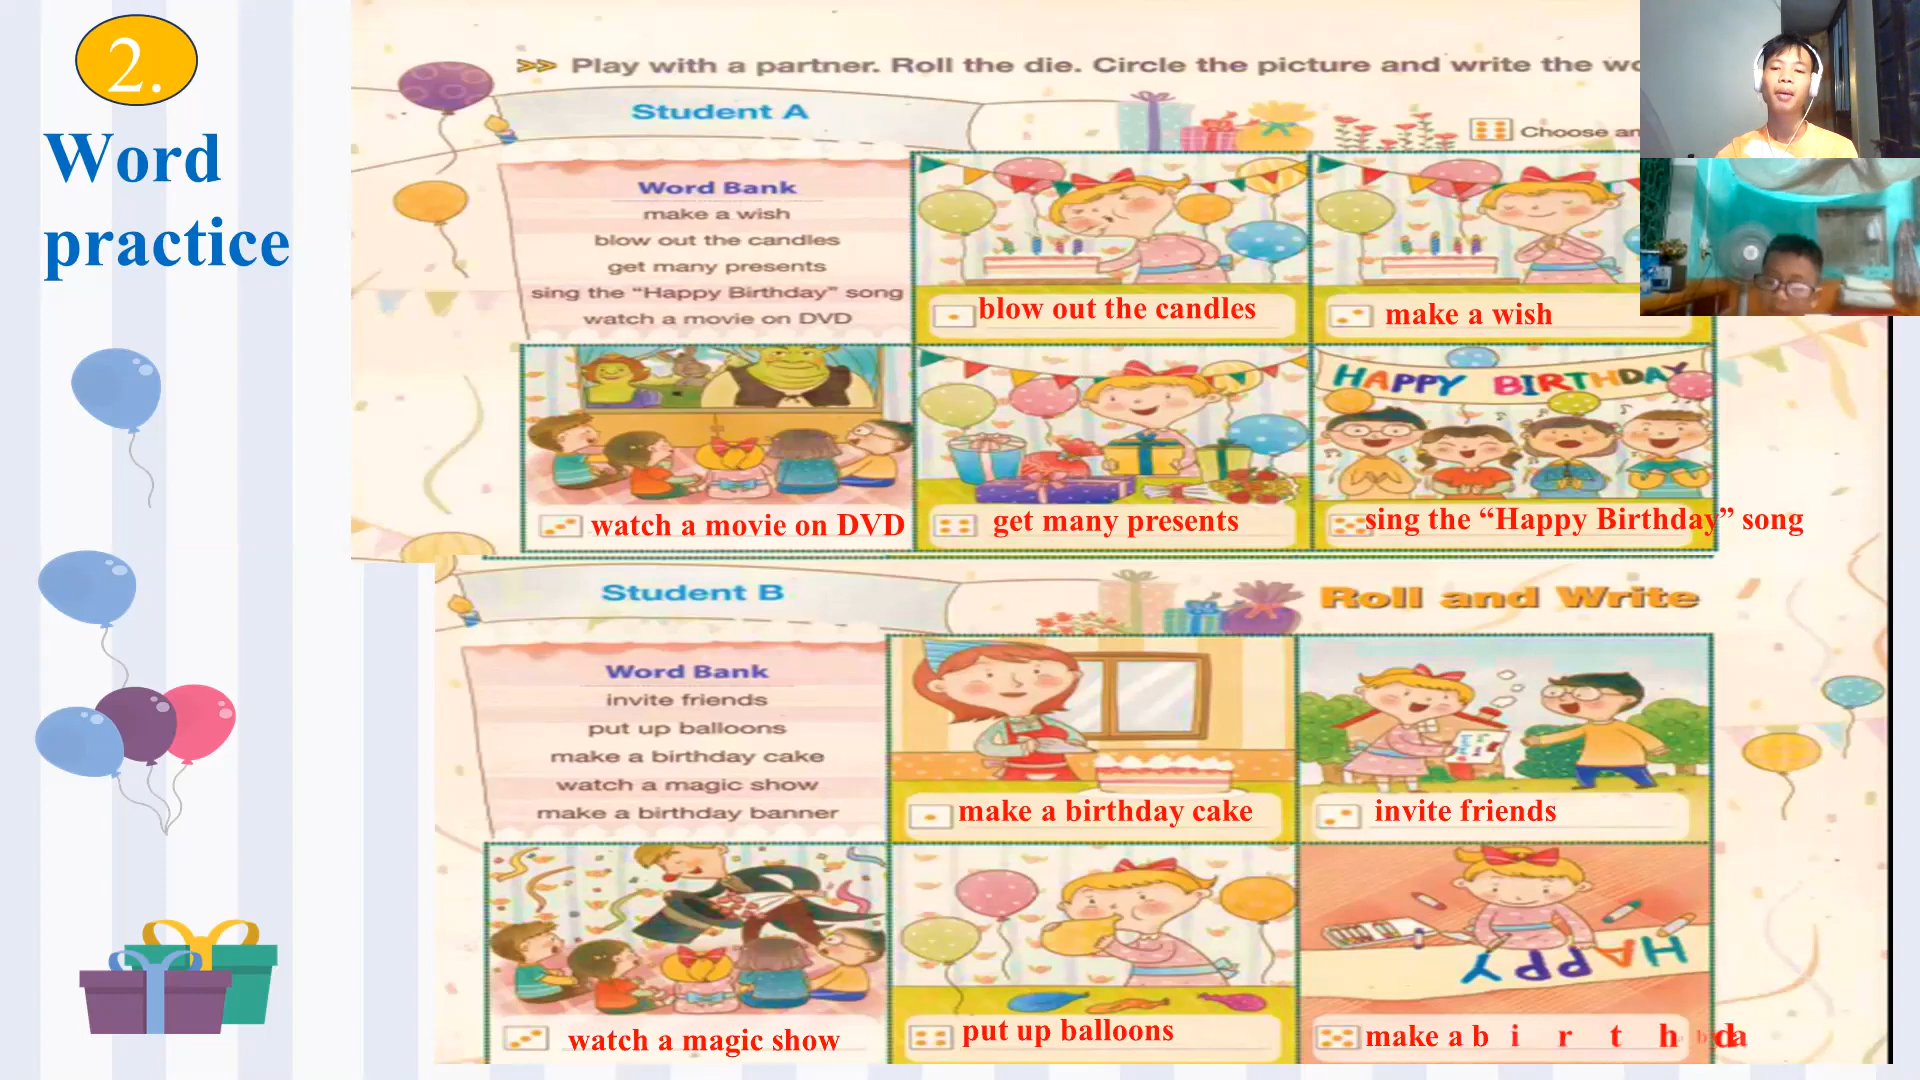 2.
Word
practice
>> Play with a partner. Roll the die. Circle the picture and write the
Student A
Choose
Word Bank
make a wish
blow out the candles
get many presents
sing the “Happy Birthday” song
watch a movie on DVD
blow out the candles
make a wish
HAPPY BIRTHDAY
watch a movie on DVD
get many presents
sing the “Happy Birthday” song
Student B
Roll and Write
Word Bank
invite friends
put up balloons
make a birthday cake
watch a magic show
make a birthday banner
make a birthday cake
invite friends
HAPPY
watch a magic show
put up balloons
make a b i r t h da